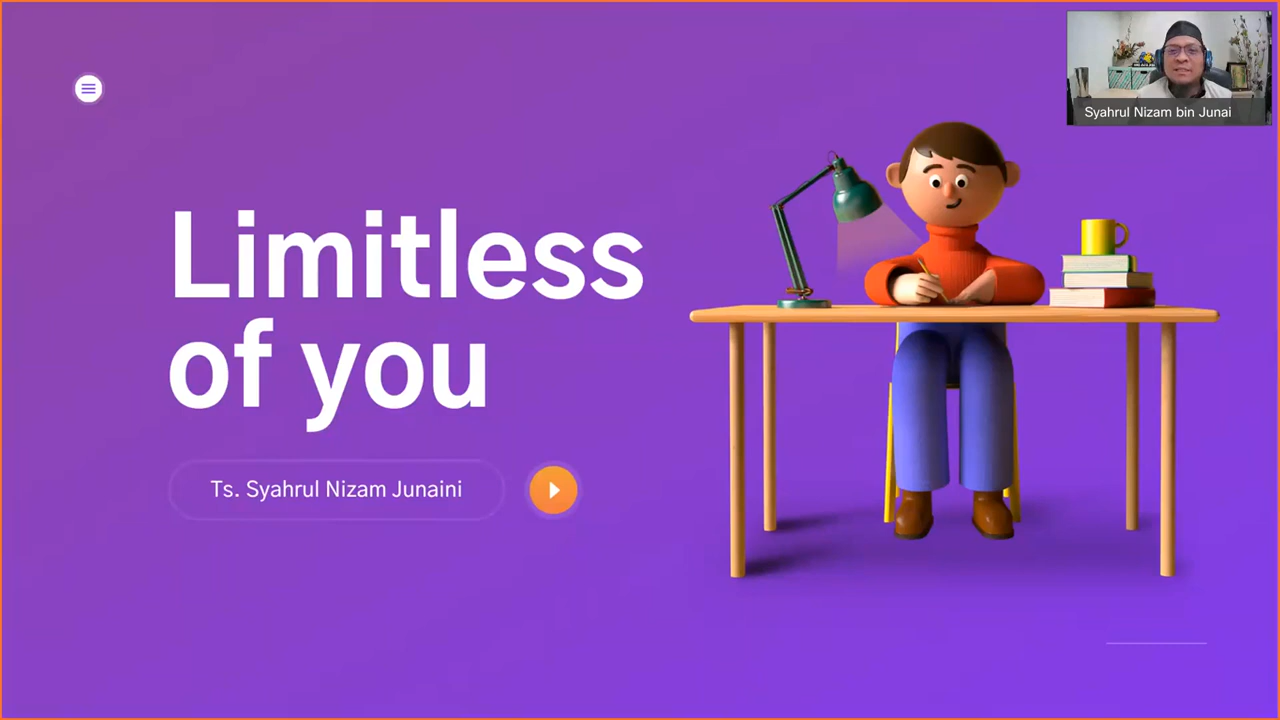 Syahrul Nizam bin Junai
Limitless
of you
Ts. Syahrul Nizam Junaini